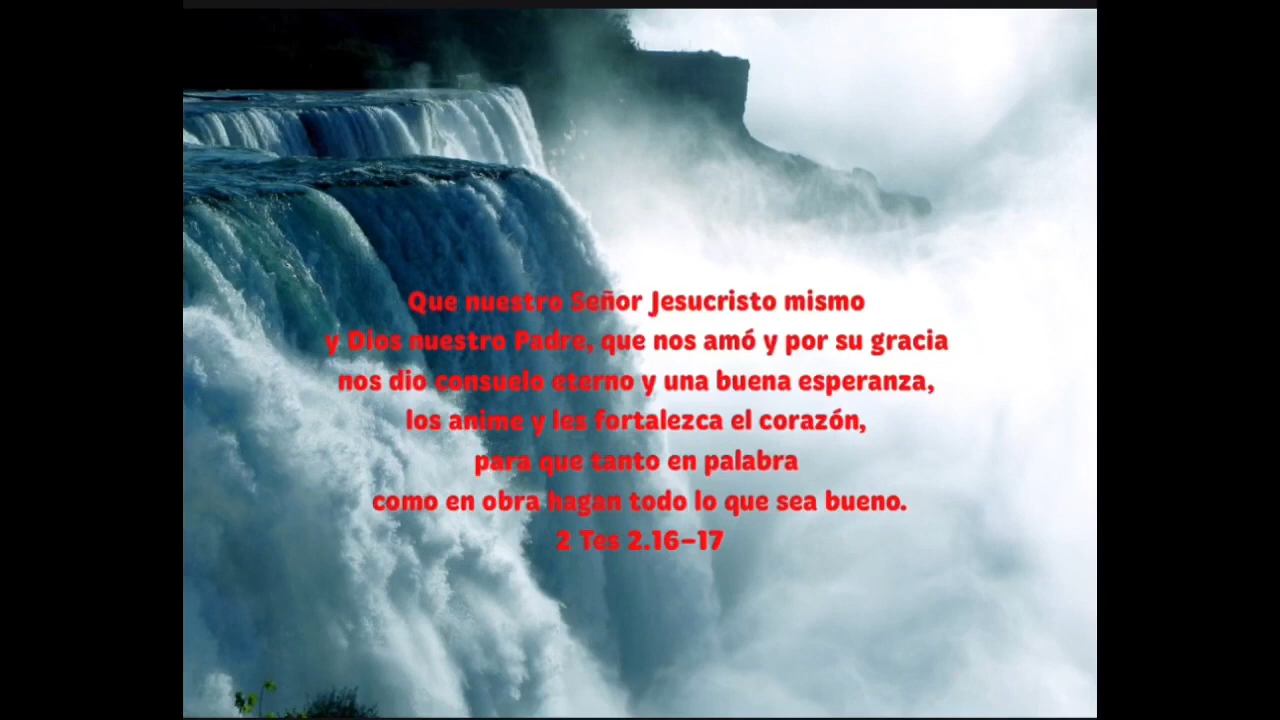 Que nuestro Señor Jesucristo mismo
y Dios nuestro Padre, que nos amó y por su gracia
nos dio consuelo eterno y una buena esperanza,
los anime y les fortalezca el corazón,
para que tanto en palabra
como en obra hagan todo lo que sea bueno.
2 Tes 2.16–17